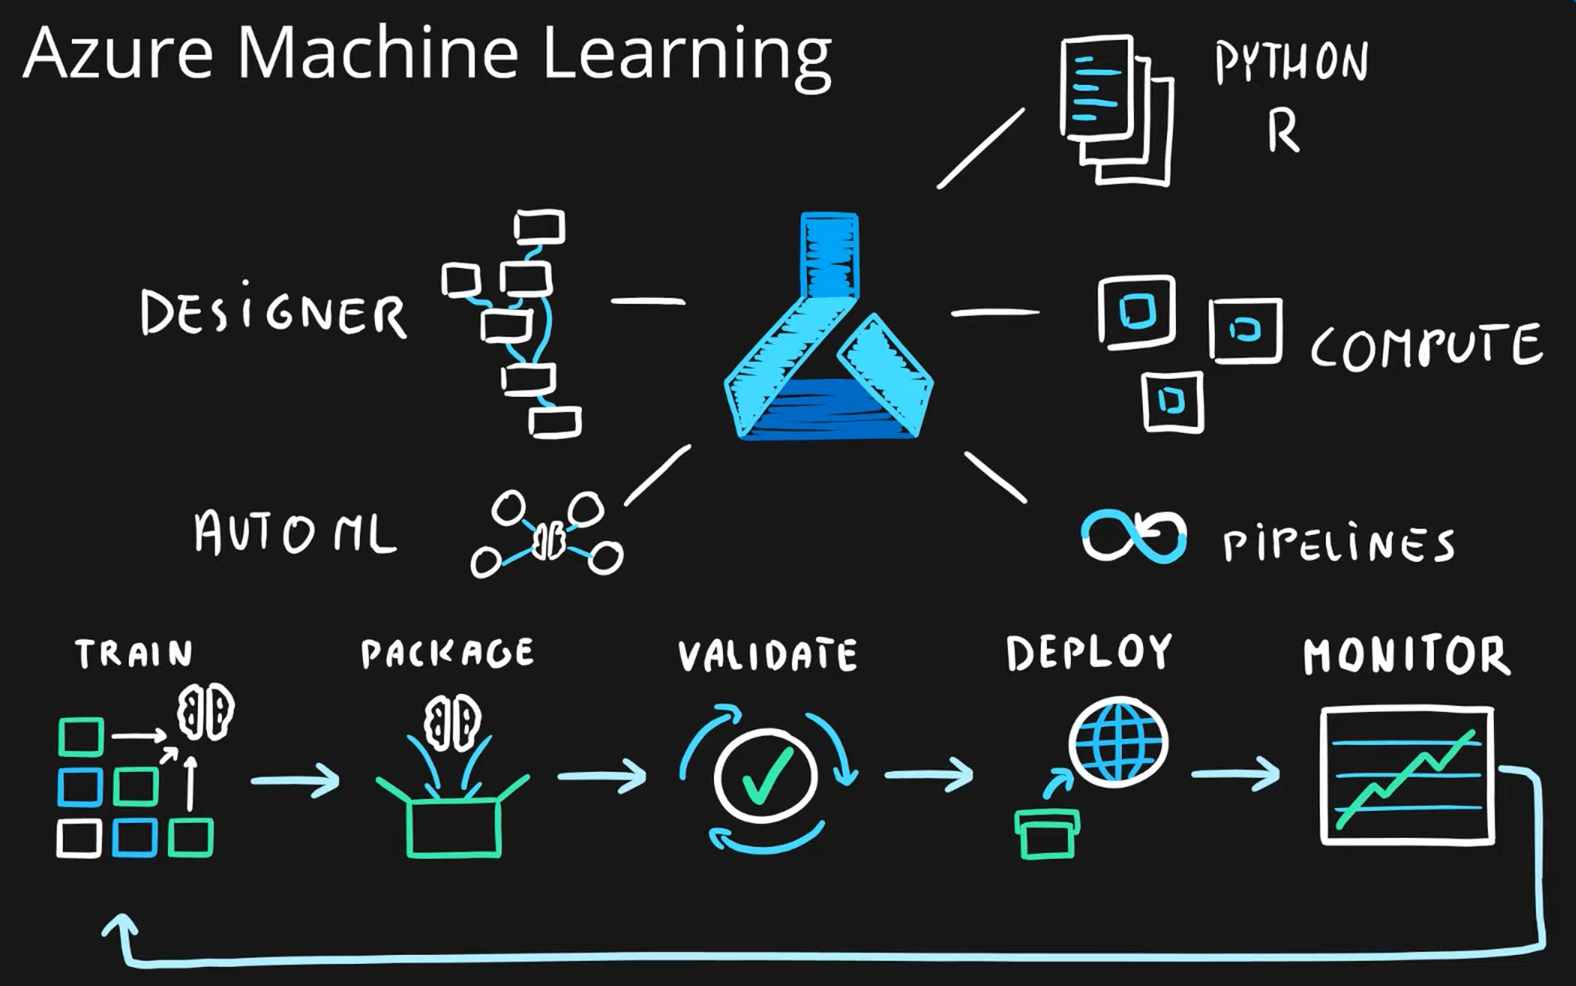 Azure Machine Learning
PYTHON
R
DESiGNER
COMPUTE
AUTO ML
PiPELiNES
TRAIN
PACKAGE
VALIDATE
DEPLOY
MONITOR